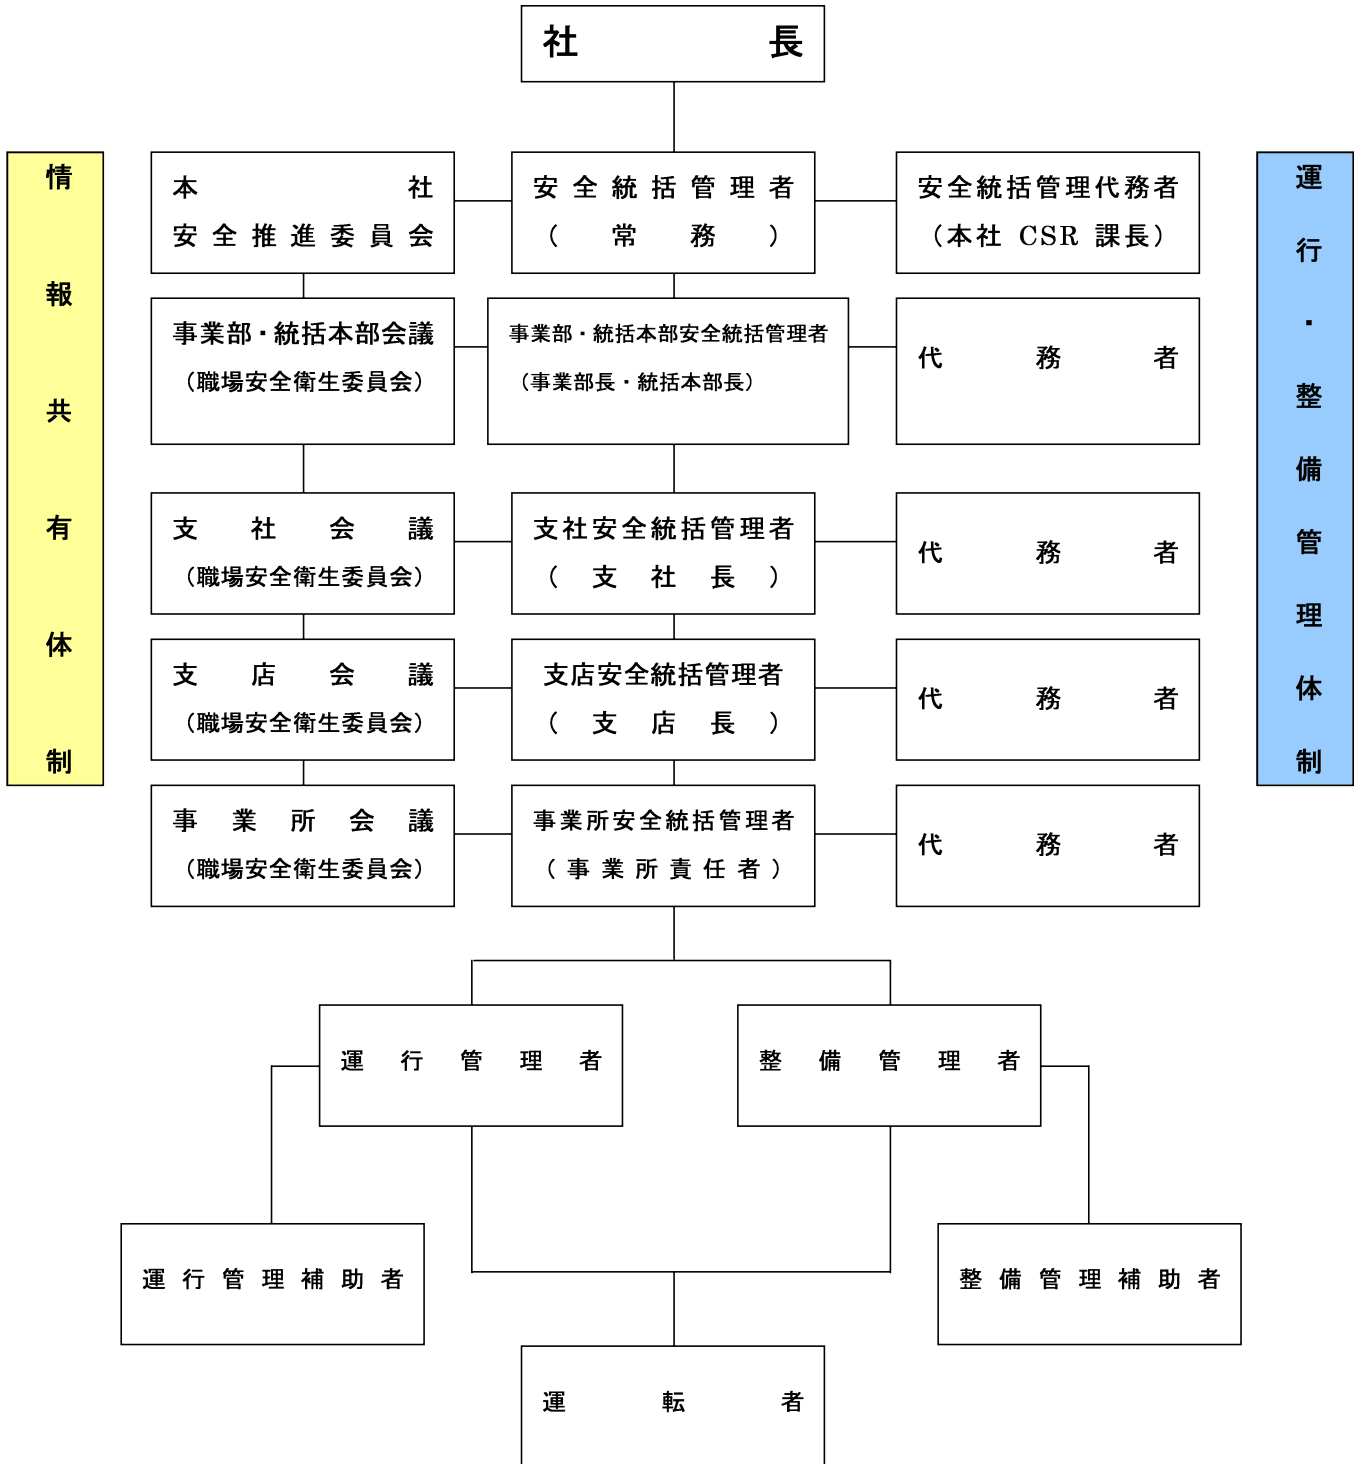 社長
情報共有体制
本社
安全推進委員会
安全統括管理者
（常務）
安全統括管理代務者
（本社 CSR 課長）
運行・整備管理体制
事業部・統括本部会議
（職場安全衛生委員会）
事業部・統括本部安全統括管理者
（事業部長・統括本部長）
代務者
支社会議
（職場安全衛生委員会）
支社安全統括管理者
（支社長）
代務者
支店会議
（職場安全衛生委員会）
支店安全統括管理者
（支店長）
代務者
事業所会議
（職場安全衛生委員会）
事業所安全統括管理者
（事業所責任者）
代務者
運行管理者
整備管理者
運行管理補助者
整備管理補助者
運転者